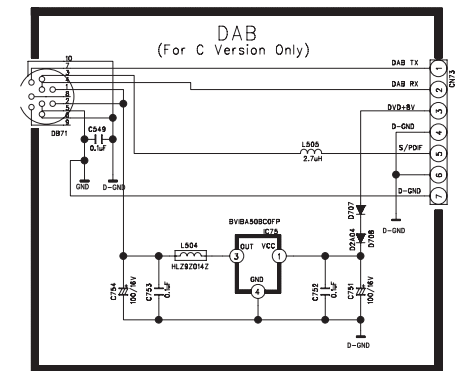 DAB
(For C Version Only)
10
7
3
4
1
8
2
5
6
9
DB71
DAB TX
DAB RX
DVD+8V
D-GND
S/PDIF
D-GND
1
2
3
4
5
6
7
CN73
C549
0.1uF
GND
D-GND
L505
2.7uH
D-GND
D707
D2A04
D708
BVIBA50BC0FP
IC75
OUT
VCC
3
1
GND
4
L504
HLZ9Z014Z
C754
100/16V
C753
0.1uF
C752
0.1uF
C751
100/16V
D-GND